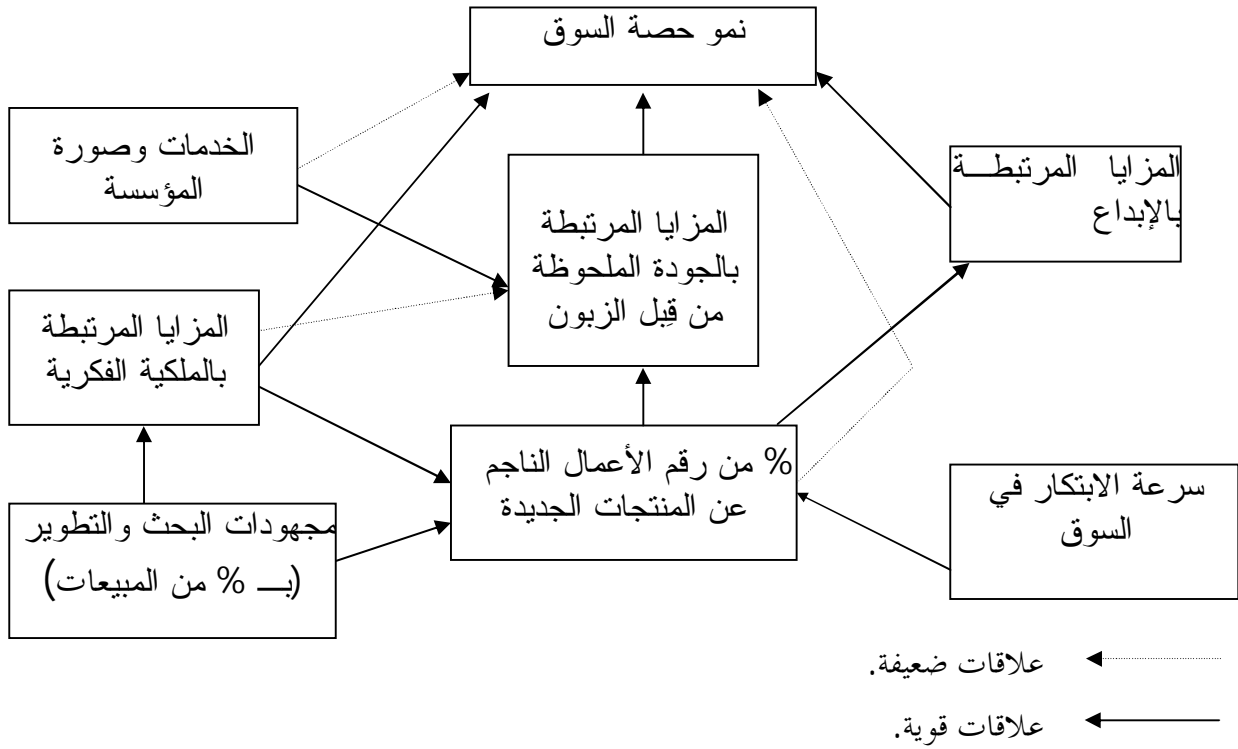 نمو حصة السوق
الخدمات وصورة
المؤسسة
المزايا المرتبطة
بالإبداع
المزايا المرتبطة
بالجودة الملحوظة
من قِبل الزبون
المزايا المرتبطة
بالملكية الفكرية
% من رقم الأعمال الناجم
عن المنتجات الجديدة
سرعة الابتكار في
السوق
مجهودات البحث والتطوير
(بـــ % من المبيعات)
علاقات ضعيفة.
علاقات قوية.